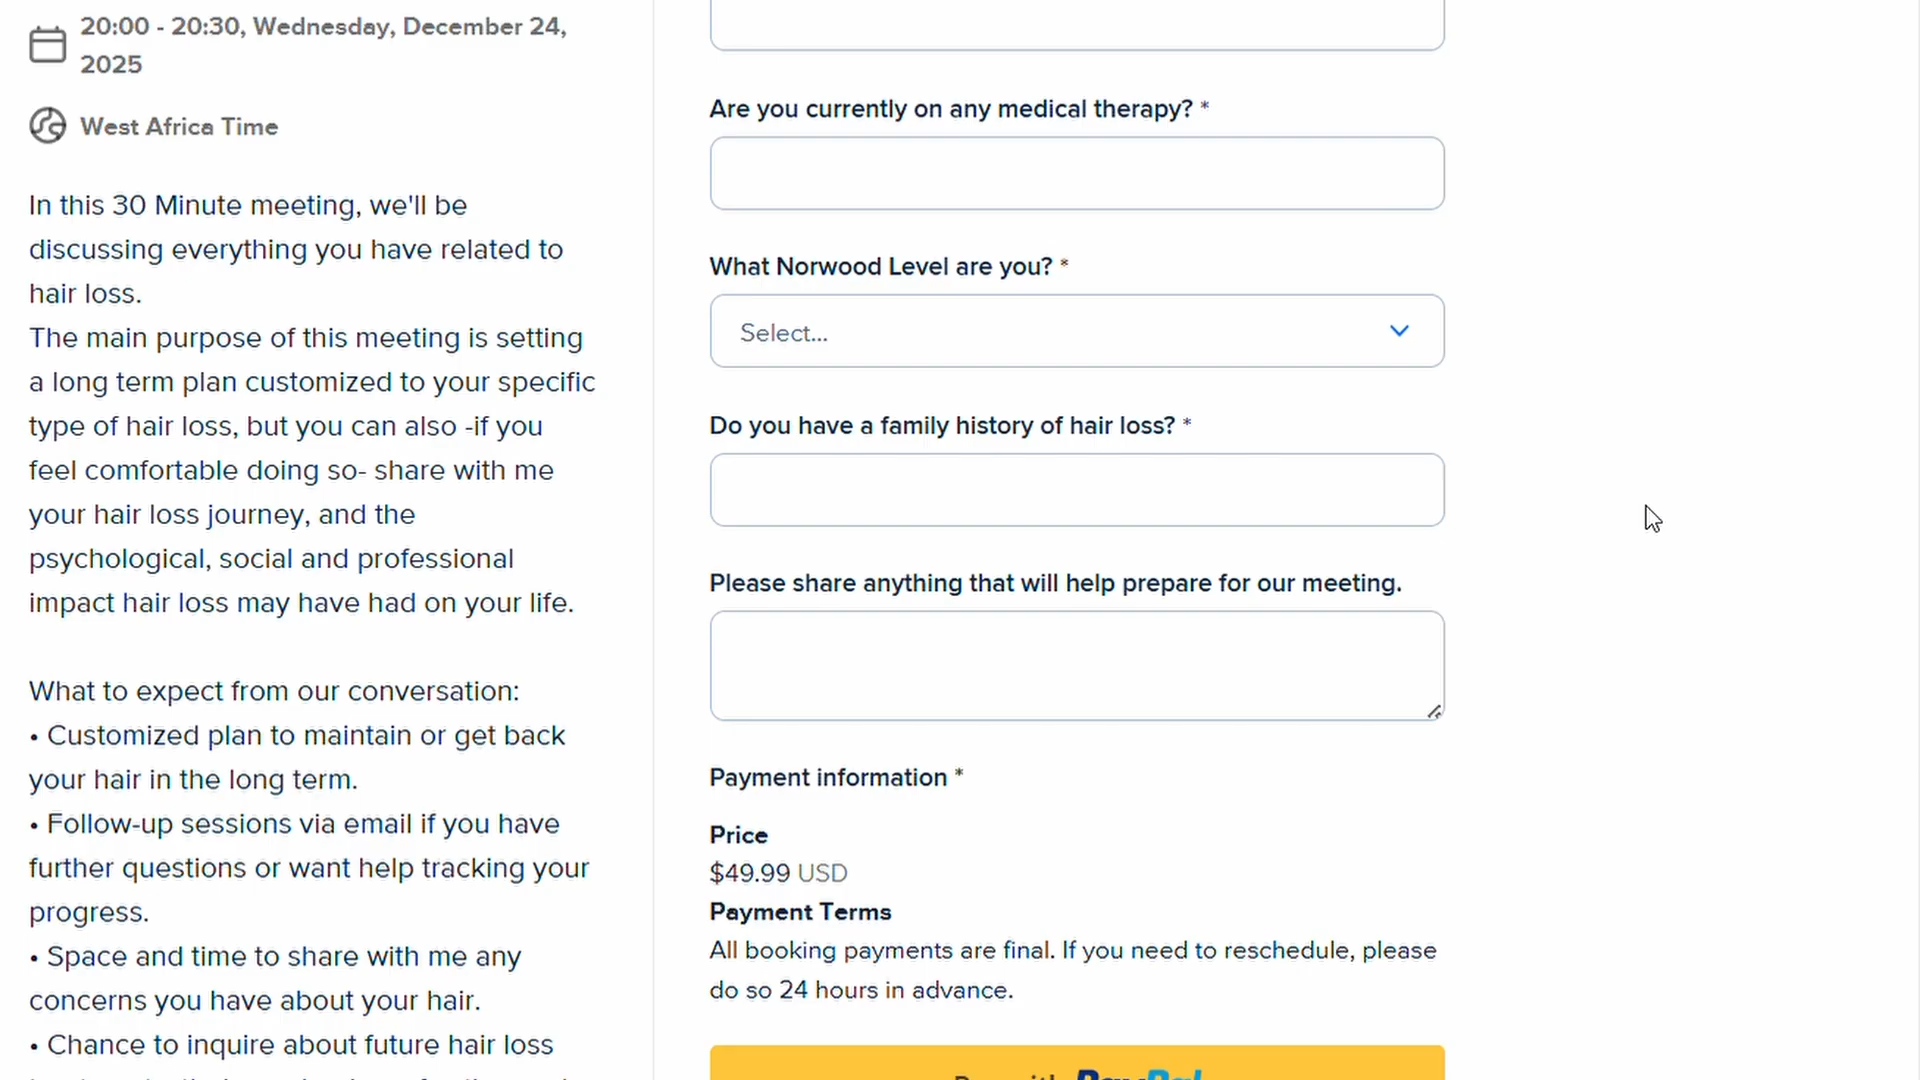 20:00 - 20:30, Wednesday, December 24,
2025
West Africa Time
In this 30 Minute meeting, we'll be
discussing everything you have related to
hair loss.
The main purpose of this meeting is setting
a long term plan customized to your specific
type of hair loss, but you can also -if you
feel comfortable doing so- share with me
your hair loss journey, and the
psychological, social and professional
impact hair loss may have had on your life.
What to expect from our conversation:
• Customized plan to maintain or get back
your hair in the long term.
• Follow-up sessions via email if you have
further questions or want help tracking your
progress.
• Space and time to share with me any
concerns you have about your hair.
• Chance to inquire about future hair loss
Are you currently on any medical therapy? *
What Norwood Level are you? *
Select...
Do you have a family history of hair loss? *
Please share anything that will help prepare for our meeting.
Payment information *
Price
$49.99 USD
Payment Terms
All booking payments are final. If you need to reschedule, please
do so 24 hours in advance.
Pay with PayPal